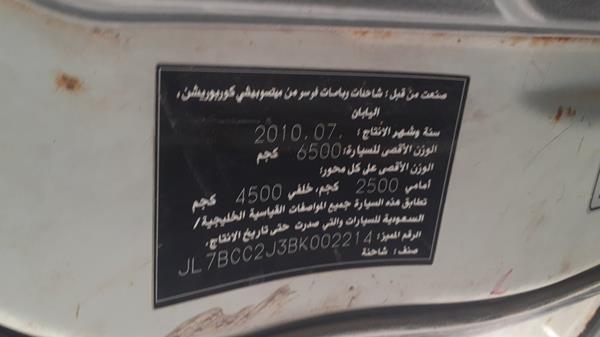 صنعت من قبل: شاحنات وباصات فوسو من ميتسوبيشي كوربوريشن،
اليابان
سنة وشهر الأنتاج: 2010.07.
الوزن الأقصى للسيارة: 6500 كجم
الوزن الأقصى على كل محور:
أمامي 2500 كجم، خلفي 4500 كجم
تطابق هذه السيارة جميع المواصفات القياسية الخليجية/
السعودية للسيارات والتي صدرت حتى تاريخ الانتاج.
الرقم المميز: JL7BCC2J3BK002214
صنف: شاحنة